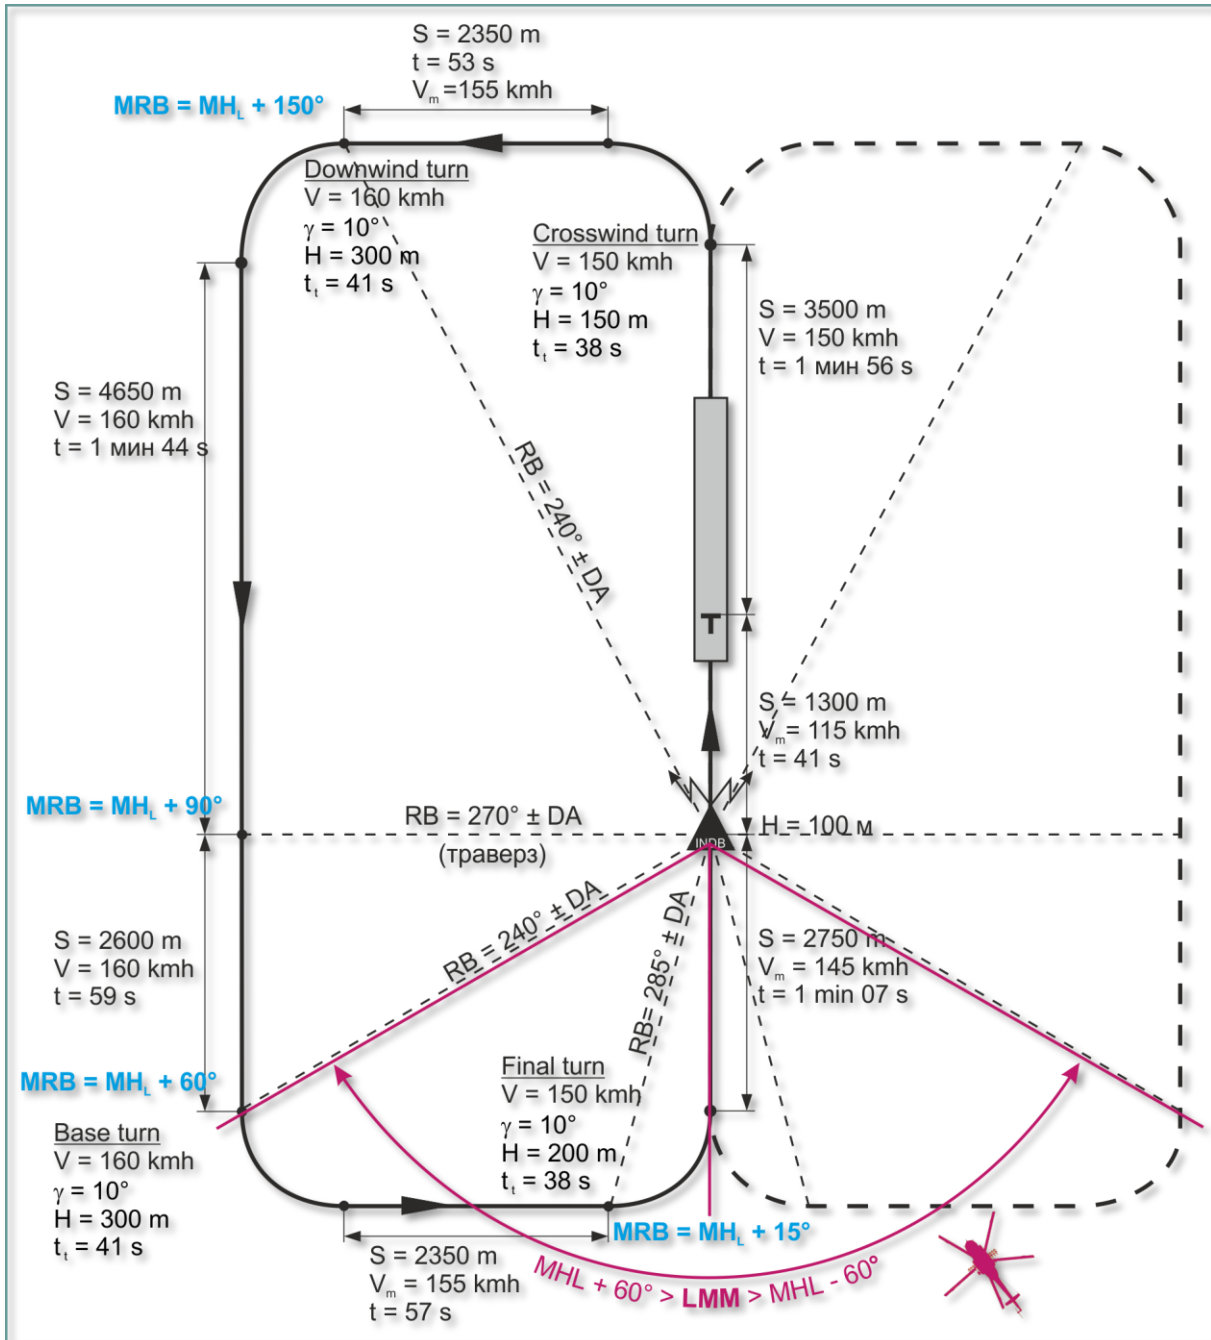 S = 2350 m
t = 53 s
Vm =155 kmh
MRB = MHL + 150°
Downwind turn
V = 160 kmh
γ = 10°
H = 300 m
tt = 41 s
Crosswind turn
V = 150 kmh
γ = 10°
H = 150 m
tt = 38 s
S = 3500 m
V = 150 kmh
t = 1 мин 56 s
S = 4650 m
V = 160 kmh
t = 1 мин 44 s
RB = 240° ± DA
T
S = 1300 m
Vm = 115 kmh
t = 41 s
MRB = MHL + 90°
RB = 270° ± DA
(траверз)
INDB
H = 100 м
RB = 240° ± DA
RB= 285° ± DA
S = 2600 m
V = 160 kmh
t = 59 s
S = 2750 m
Vm = 145 kmh
t = 1 min 07 s
MRB = MHL + 60°
Final turn
V = 150 kmh
γ = 10°
H = 200 m
tt = 38 s
Base turn
V = 160 kmh
γ = 10°
H = 300 m
tt = 41 s
MRB = MHL + 15°
S = 2350 m
Vm = 155 kmh
t = 57 s
MHL + 60° > LMM > MHL - 60°